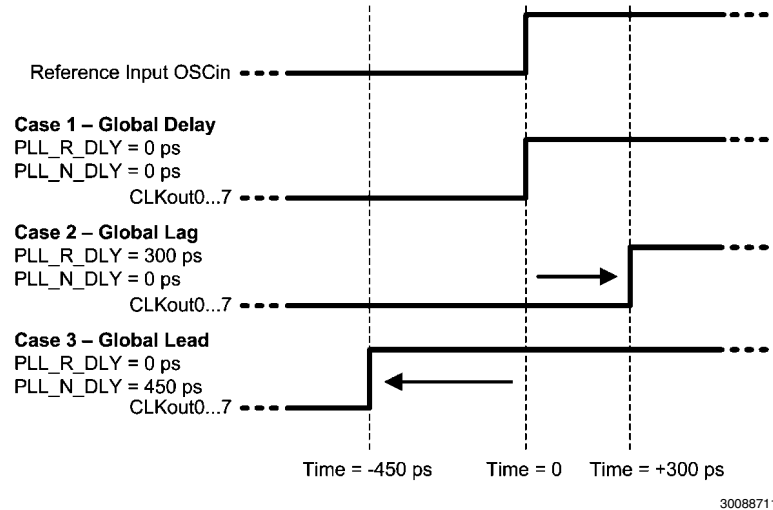 Reference Input OSCin
Case 1 – Global Delay
PLL_R_DLY = 0 ps
PLL_N_DLY = 0 ps
CLKout0...7
Case 2 – Global Lag
PLL_R_DLY = 300 ps
PLL_N_DLY = 0 ps
CLKout0...7
Case 3 – Global Lead
PLL_R_DLY = 0 ps
PLL_N_DLY = 450 ps
CLKout0...7
Time = -450 ps Time = 0 Time = +300 ps
30088711